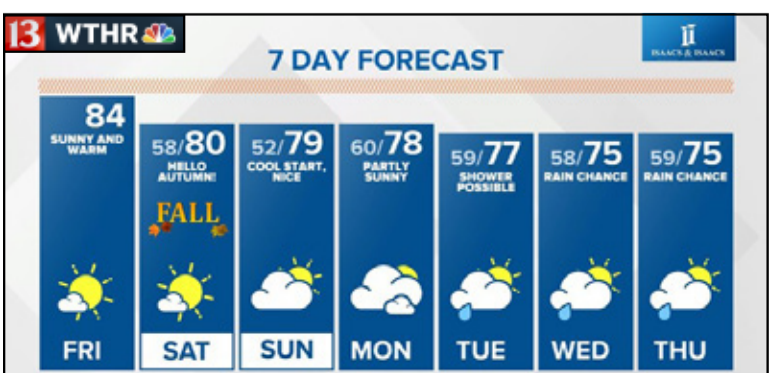 13 WTHR
II
ISAACS & ISAACS
7 DAY FORECAST
84
SUNNY AND
WARM
FRI
58/80
HELLO
AUTUMN!
FALL
SAT
52/79
COOL START,
NICE
SUN
60/78
PARTLY
SUNNY
MON
59/77
SHOWER
POSSIBLE
TUE
58/75
RAIN CHANCE
WED
59/75
RAIN CHANCE
THU